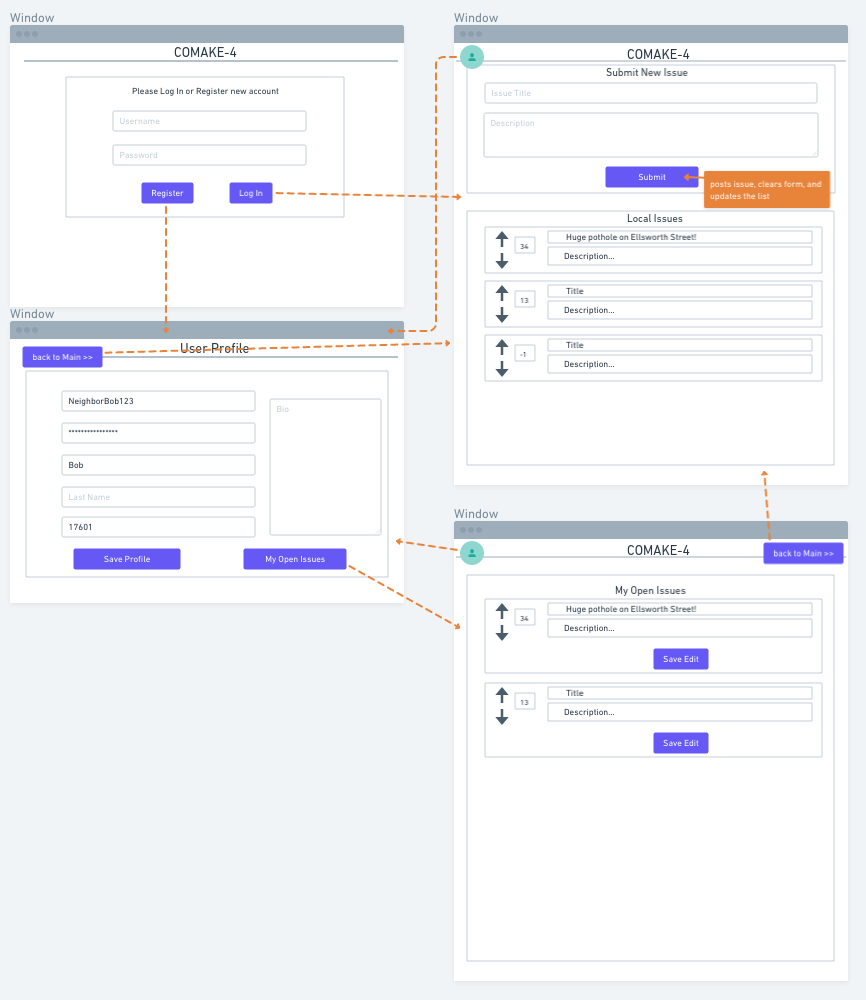 Window
COMAKE-4
Please Log In or Register new account
Username
Password
Register
Log In
Window
COMAKE-4
Submit New Issue
Issue Title
Description
Submit
posts issue, clears form, and
updates the list
Local Issues
34
Huge pothole on Ellsworth Street!
Description...
13
Title
Description...
-1
Title
Description...
Window
back to Main >>
User Profile
NeighborBob123
****************
Bob
Last Name
17601
Bio
Save Profile
My Open Issues
Window
COMAKE-4
back to Main >>
My Open Issues
34
Huge pothole on Ellsworth Street!
Description...
Save Edit
13
Title
Description...
Save Edit